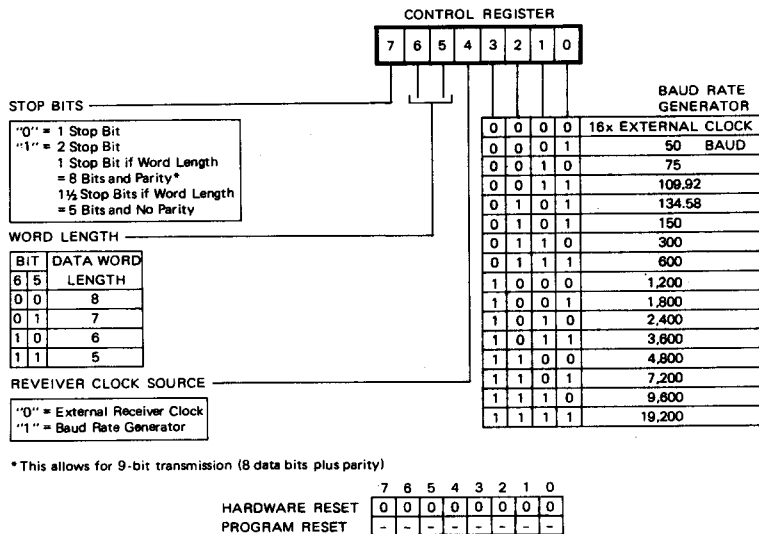 CONTROL REGISTER
7 6 5 4 3 2 1 0
STOP BITS
"0" = 1 Stop Bit
"1" = 2 Stop Bit
1 Stop Bit if Word Length
= 8 Bits and Parity*
1½ Stop Bits if Word Length
= 5 Bits and No Parity
WORD LENGTH
BIT DATA WORD
6 5 LENGTH
0 0 8
0 1 7
1 0 6
1 1 5
REVEIVER CLOCK SOURCE
"0" = External Receiver Clock
"1" = Baud Rate Generator
BAUD RATE
GENERATOR
0 0 0 0 16x EXTERNAL CLOCK
0 0 0 1 50 BAUD
0 0 1 0 75
0 0 1 1 109.92
0 1 0 1 134.58
0 1 0 1 150
0 1 1 0 300
0 1 1 1 600
1 0 0 0 1,200
1 0 0 1 1,800
1 0 1 0 2,400
1 0 1 1 3,600
1 1 0 0 4,800
1 1 0 1 7,200
1 1 1 0 9,600
1 1 1 1 19,200
* This allows for 9-bit transmission (8 data bits plus parity)
7 6 5 4 3 2 1 0
HARDWARE RESET 0 0 0 0 0 0 0 0
PROGRAM RESET - - - - - - - -